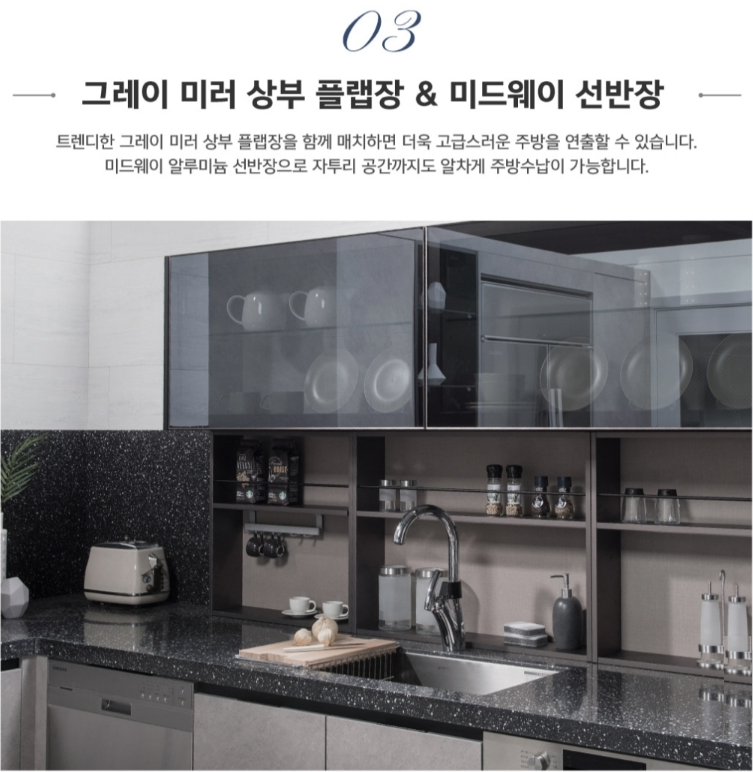 03
그레이 미러 상부 플랩장 & 미드웨이 선반장
트렌디한 그레이 미러 상부 플랩장을 함께 매치하면 더욱 고급스러운 주방을 연출할 수 있습니다.
미드웨이 알루미늄 선반장으로 자투리 공간까지도 알차게 주방수납이 가능합니다.